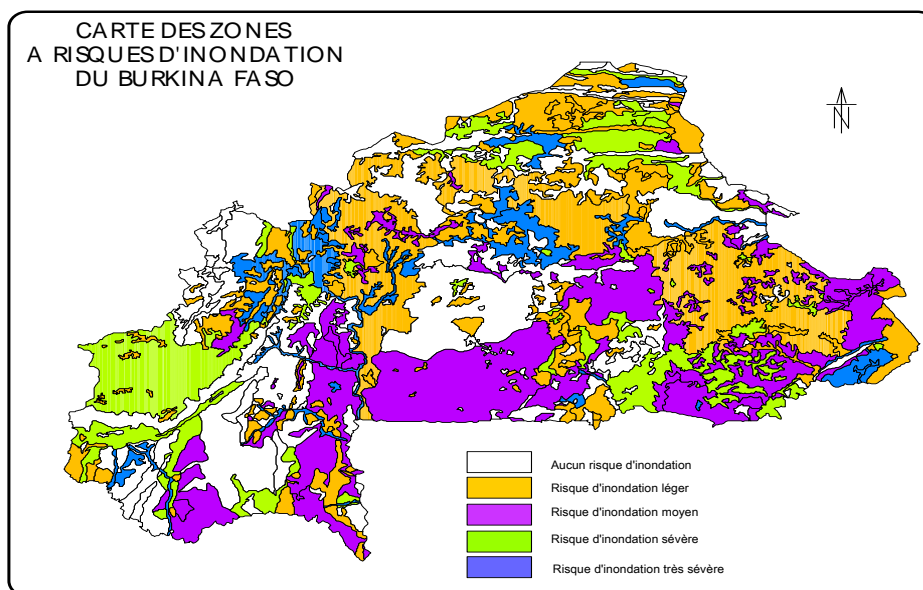 CARTE DES ZONES
A RISQUES D'INONDATION
DU BURKINA FASO
N
Aucun risque d'inondation
Risque d'inondation léger
Risque d'inondation moyen
Risque d'inondation sévère
Risque d'inondation très sévère